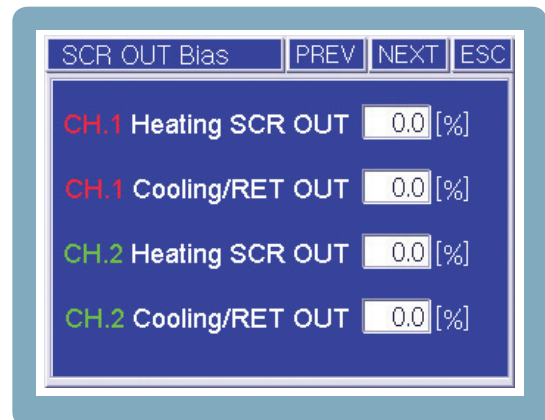 SCR OUT Bias PREV NEXT ESC
CH.1 Heating SCR OUT 0.0 [%]
CH.1 Cooling/RET OUT 0.0 [%]
CH.2 Heating SCR OUT 0.0 [%]
CH.2 Cooling/RET OUT 0.0 [%]